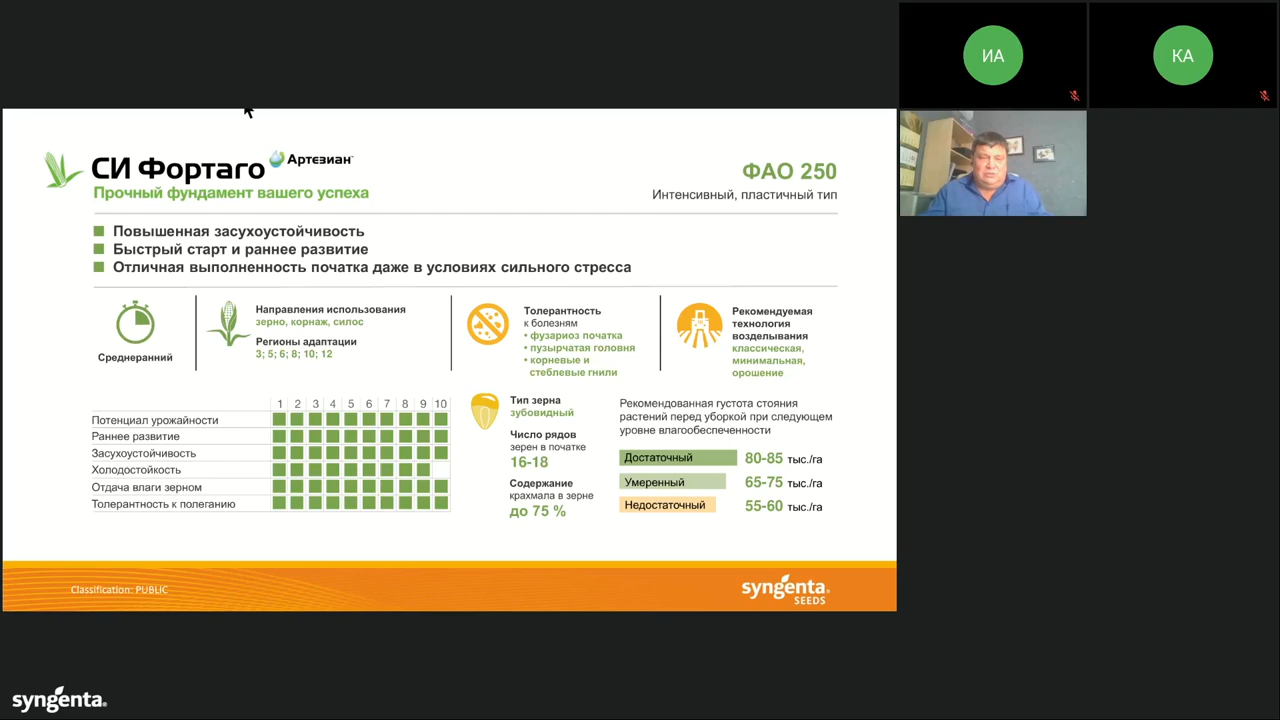 ИА
КА
СИ Фортаго Артезиан
Прочный фундамент вашего успеха
ФАО 250
Интенсивный, пластичный тип
Повышенная засухоустойчивость
Быстрый старт и раннее развитие
Отличная выполненность початка даже в условиях сильного стресса
Среднеранний
Направления использования
зерно, корнаж, силос
Регионы адаптации
3; 5; 6; 8; 10; 12
Толерантность
к болезням
• фузариоз початка
• пузырчатая головня
• корневые и
стеблевые гнили
Рекомендуемая
технология
возделывания
классическая,
минимальная,
орошение
1 2 3 4 5 6 7 8 9 10
Потенциал урожайности
Раннее развитие
Засухоустойчивость
Холодостойкость
Отдача влаги зерном
Толерантность к полеганию
Тип зерна
зубовидный
Число рядов
зерен в початке
16-18
Содержание
крахмала в зерне
до 75 %
Рекомендованная густота стояния
растений перед уборкой при следующем
уровне влагообеспеченности
Достаточный 80-85 тыс./га
Умеренный 65-75 тыс./га
Недостаточный 55-60 тыс./га
Classification: PUBLIC
syngenta
SEEDS
syngenta